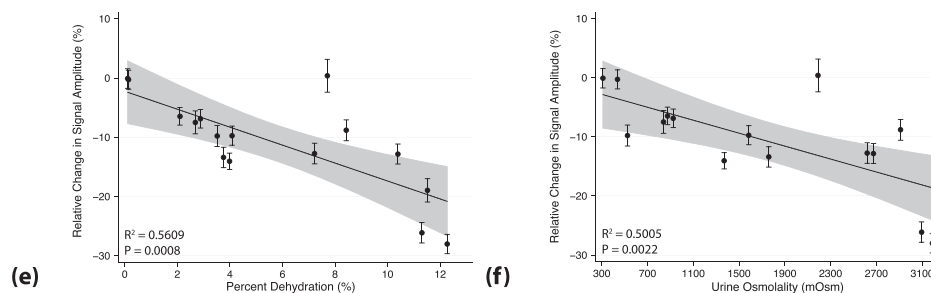 Relative Change in Signal Amplitude (%)
10
0
−10
−20
−30
R² = 0.5609
P = 0.0008
0 2 4 6 8 10 12
Percent Dehydration (%)
(e)
Relative Change in Signal Amplitude (%)
10
0
−10
−20
−30
R² = 0.5005
P = 0.0022
300 700 1100 1500 1900 2300 2700 3100
Urine Osmolality (mOsm)
(f)